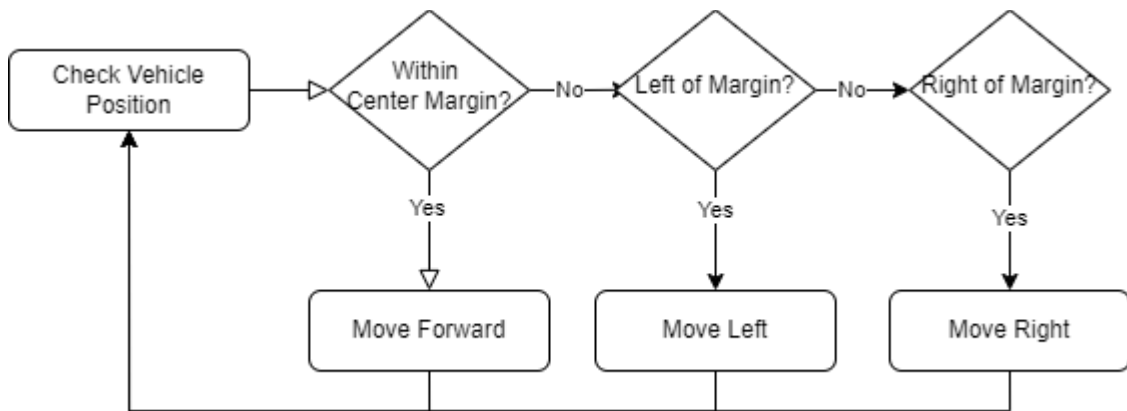 Check Vehicle
Position
Within
Center Margin?
No
Left of Margin?
No
Right of Margin?
Yes
Yes
Yes
Move Forward
Move Left
Move Right